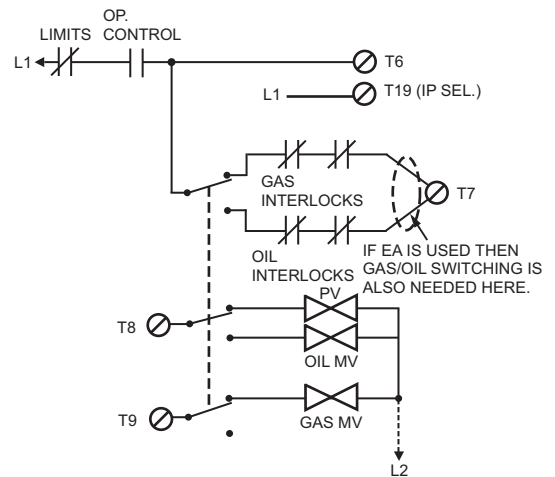 OP.
CONTROL
LIMITS
L1
T6
L1
T19 (IP SEL.)
GAS
INTERLOCKS
T7
OIL
INTERLOCKS
IF EA IS USED THEN
GAS/OIL SWITCHING IS
ALSO NEEDED HERE.
PV
T8
OIL MV
T9
GAS MV
L2